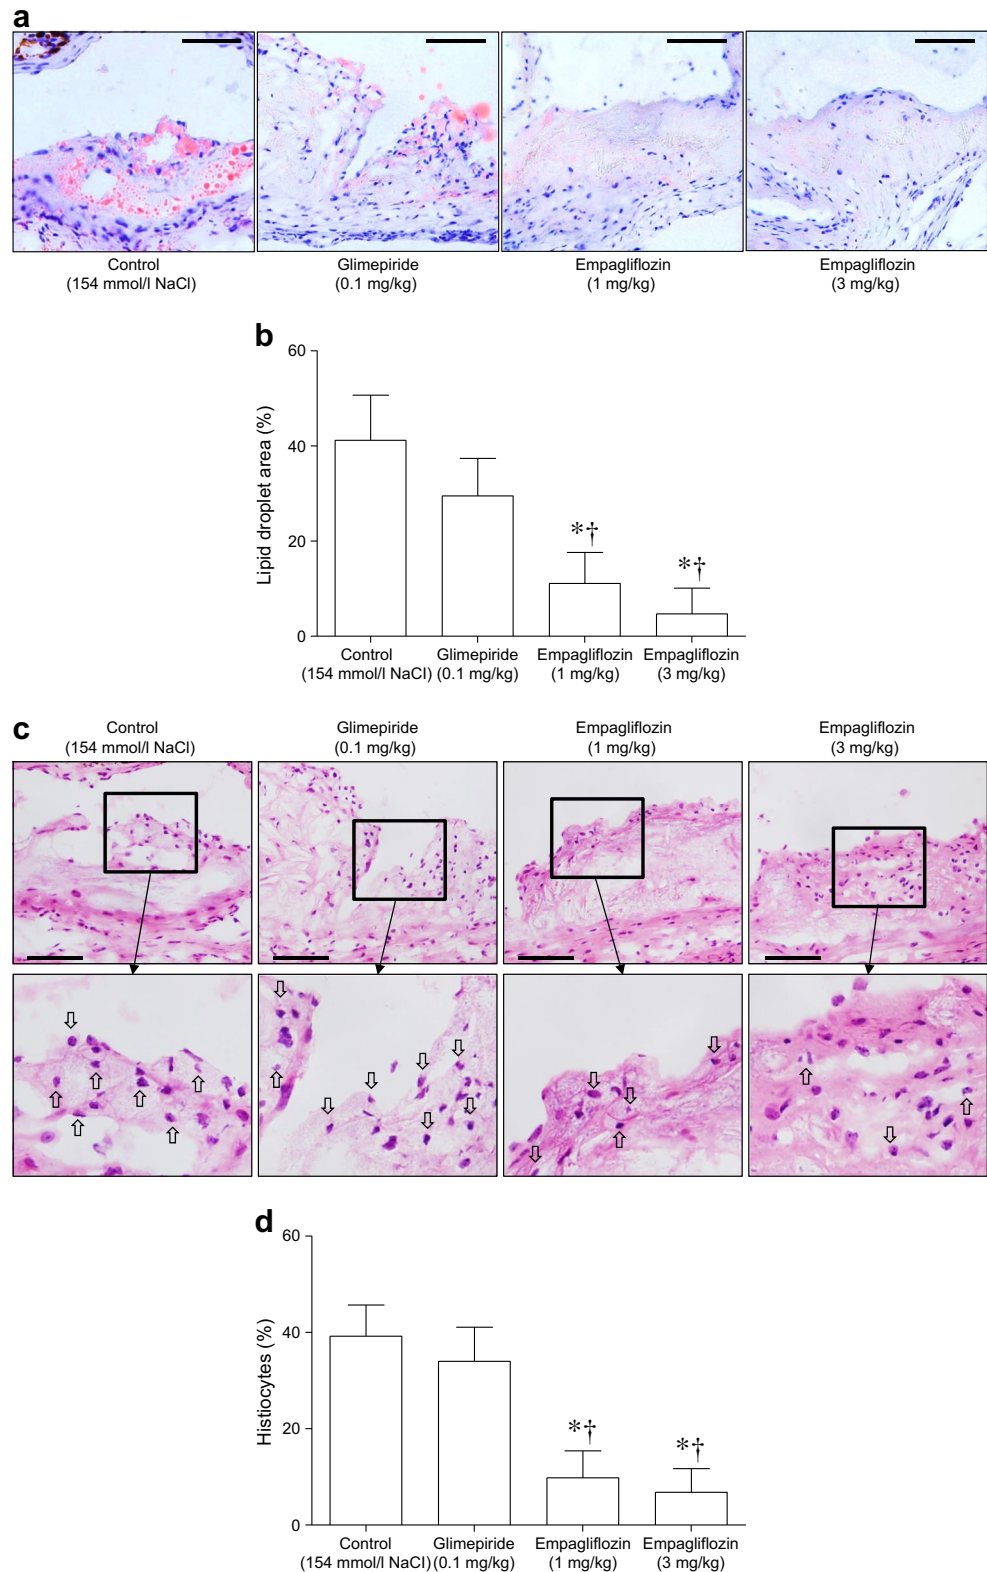 a
Control
(154 mmol/l NaCl)
Glimepiride
(0.1 mg/kg)
Empagliflozin
(1 mg/kg)
Empagliflozin
(3 mg/kg)
b
Lipid droplet area (%)
60
40
20
0
*†
*†
Control
(154 mmol/l NaCl)
Glimepiride
(0.1 mg/kg)
Empagliflozin
(1 mg/kg)
Empagliflozin
(3 mg/kg)
c
Control
(154 mmol/l NaCl)
Glimepiride
(0.1 mg/kg)
Empagliflozin
(1 mg/kg)
Empagliflozin
(3 mg/kg)
d
Histiocytes (%)
60
40
20
0
*†
*†
Control
(154 mmol/l NaCl)
Glimepiride
(0.1 mg/kg)
Empagliflozin
(1 mg/kg)
Empagliflozin
(3 mg/kg)